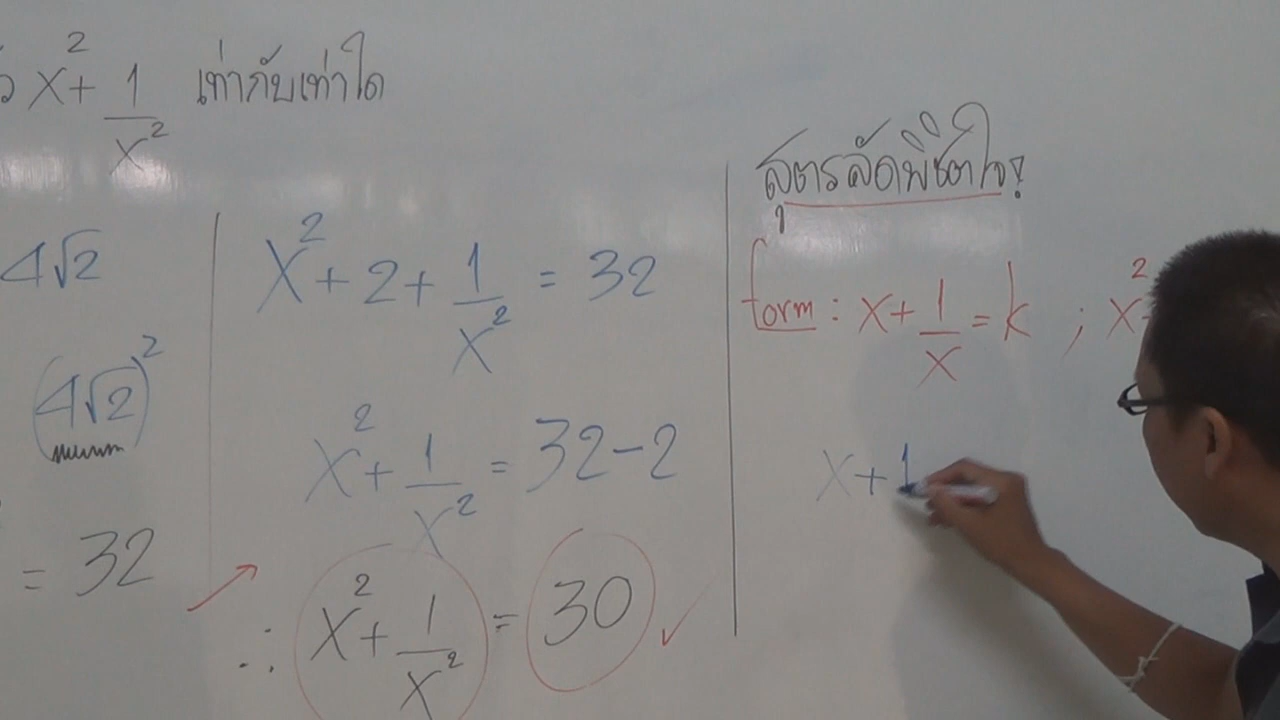 x² + 1/x² เท่ากับเท่าใด
4√2
(4√2)²
= 32
x² + 2 + 1/x² = 32
x² + 1/x² = 32 - 2
∴ x² + 1/x² = 30 ✓
สูตรลัดพิชิตใจ!
form : x + 1/x = k ; x²
x + 1